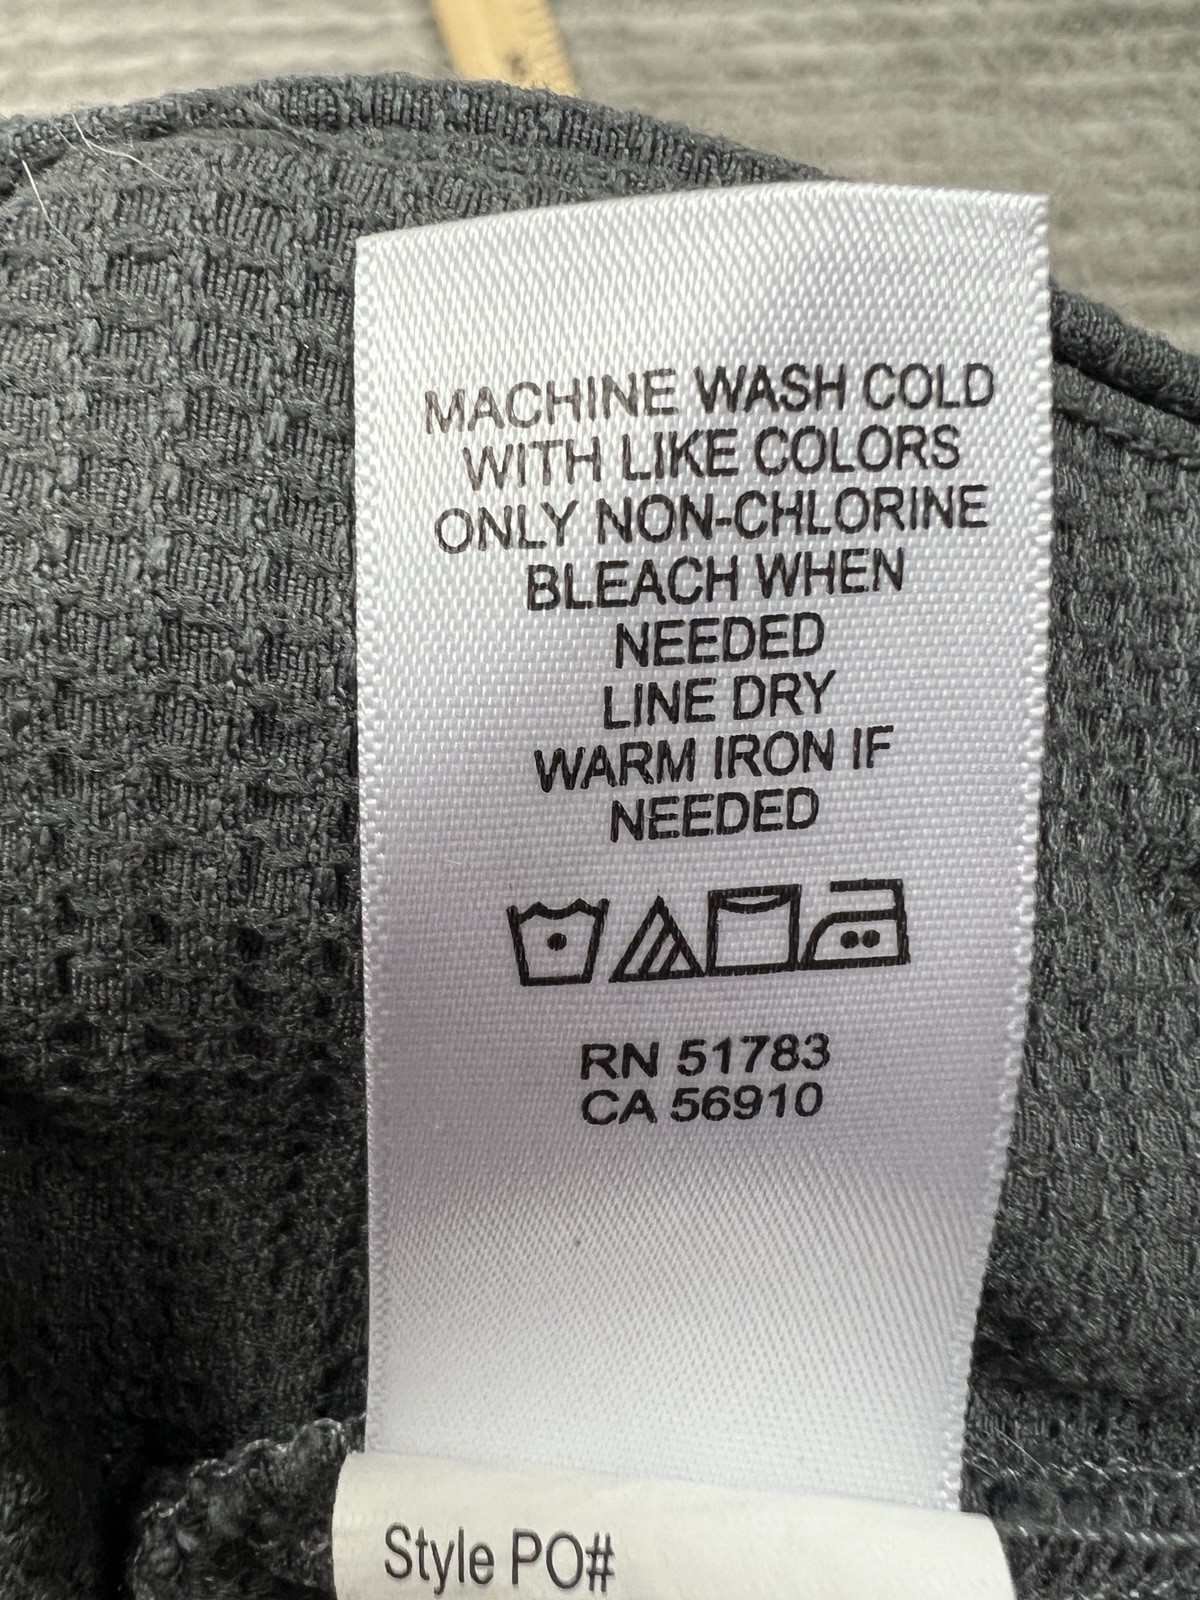 MACHINE WASH COLD
WITH LIKE COLORS
ONLY NON-CHLORINE
BLEACH WHEN
NEEDED
LINE DRY
WARM IRON IF
NEEDED
RN 51783
CA 56910
Style PO#